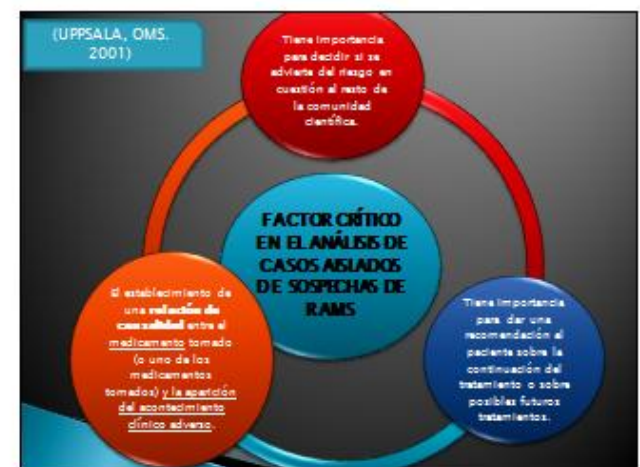 (UPPSALA, OMS.
2001)
Tiene importancia
para decidir si se
advierte del riesgo en
cuestión al resto de
la comunidad
científica.
FACTOR CRÍTICO
EN EL ANÁLISIS DE
CASOS AISLADOS
DE SOSPECHAS DE
RAMS
El establecimiento de
una relación de
causalidad entre el
medicamento tomado
(o uno de los
medicamentos
tomados) y la aparición
del acontecimiento
clínico adverso.
Tiene importancia
para dar una
recomendación al
paciente sobre la
continuación del
tratamiento o sobre
posibles futuros
tratamientos.